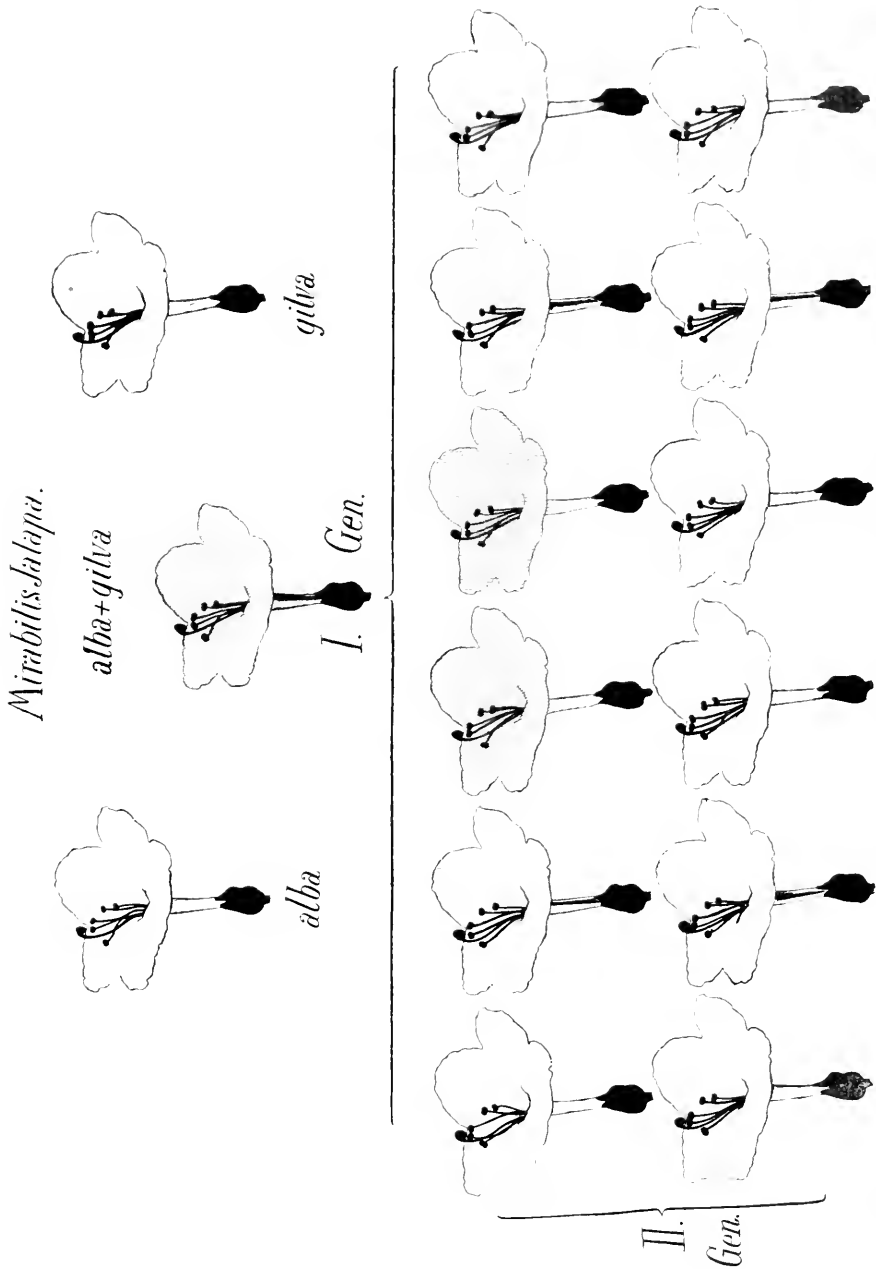 Mirabilis Jalapa.
alba+gilva
alba
gilva
I. Gen.
II.
Gen.